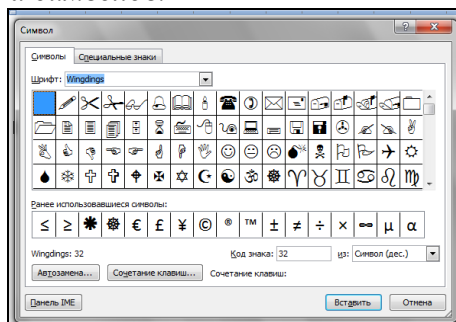 Символ
Символы Специальные знаки
Шрифт: Wingdings
Ранее использовавшиеся символы:
≤ ≥ € £ ¥ © ® ™ ± ≠ ÷ × ∞ µ α
Wingdings: 32 Код знака: 32 из: Символ (дес.)
Автозамена... Сочетание клавиш... Сочетание клавиш:
Панель IME Вставить Отмена